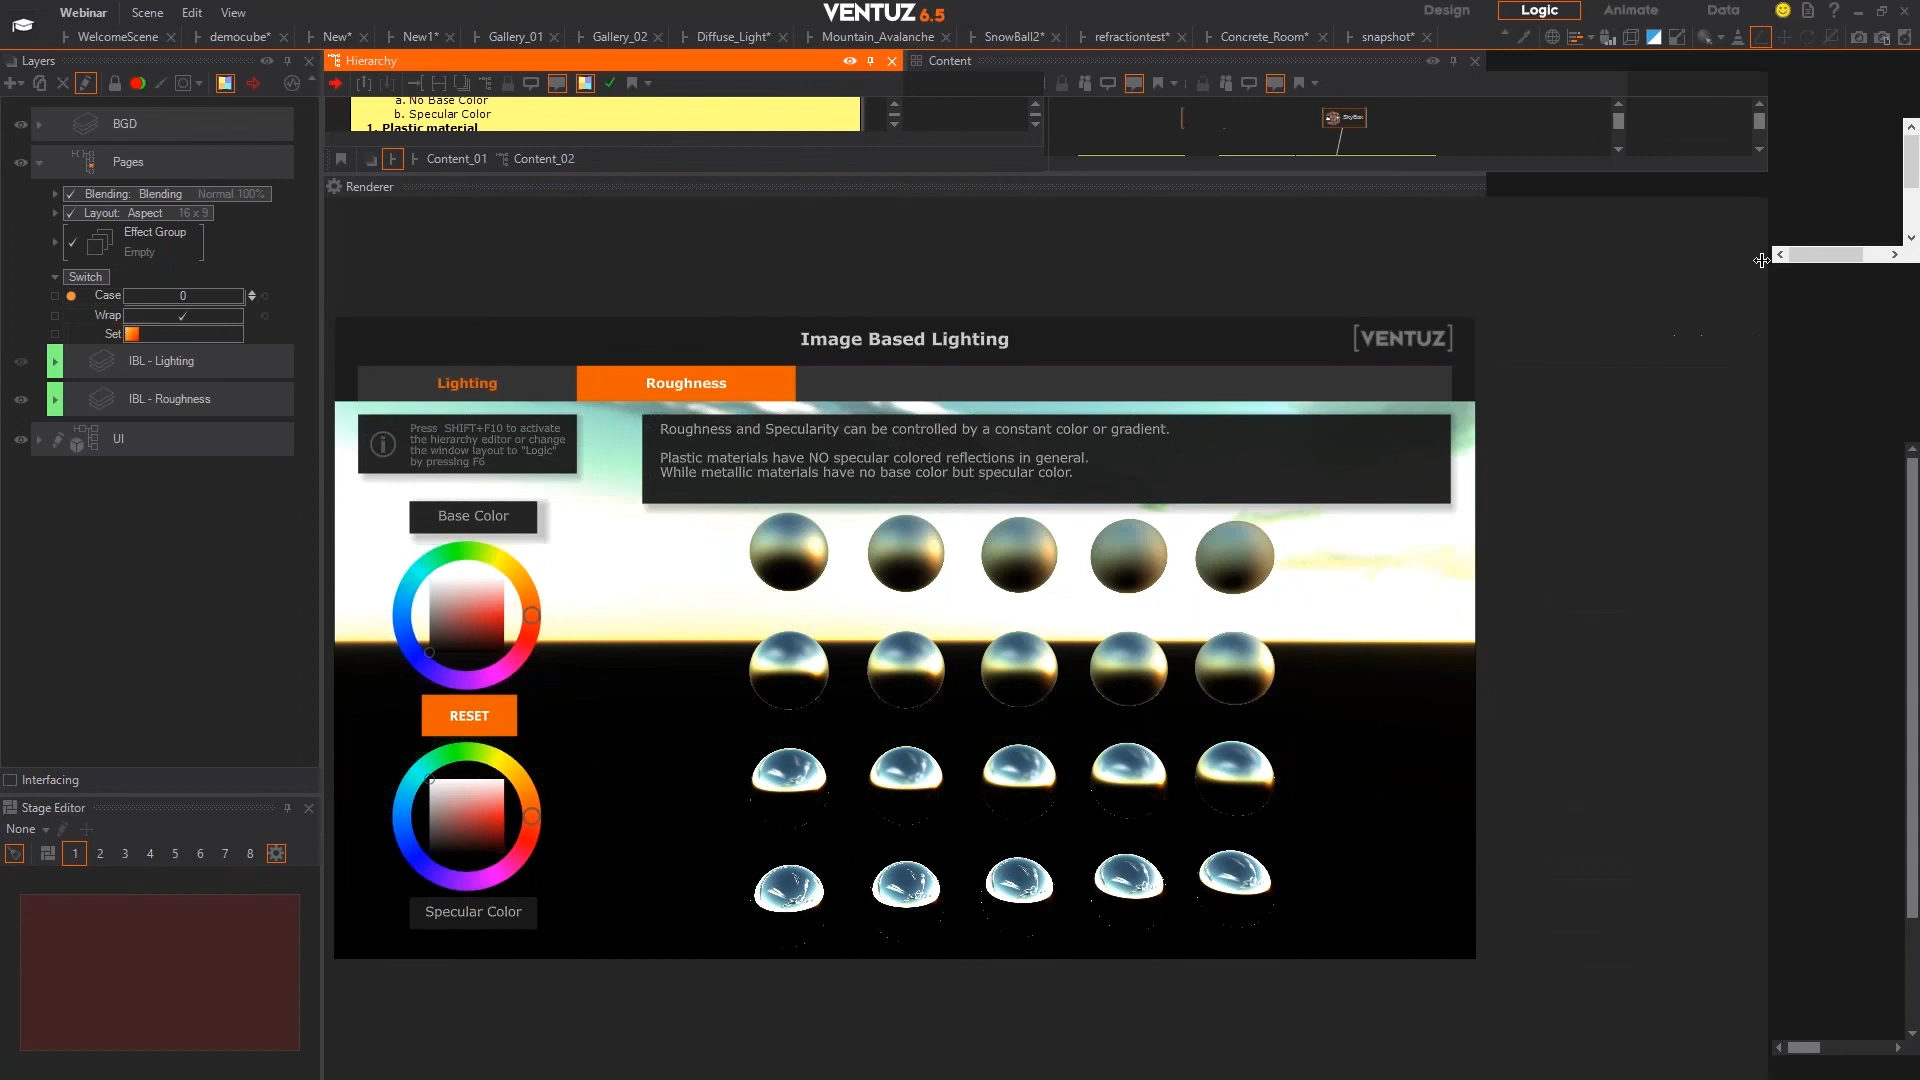 Webinar Scene Edit View
VENTUZ 6.5
Design Logic Animate Data
WelcomeScene democube* New* New1* Gallery_01 Gallery_02 Diffuse_Light* Mountain_Avalanche SnowBall2* refractiontest* Concrete_Room* snapshot*
Layers
Hierarchy
Content
a. No Base Color
b. Specular Color
1. Plastic material
SkyBox
Content_01 Content_02
Renderer
BGD
Pages
Blending: Blending Normal 100%
Layout: Aspect 16 x 9
Effect Group
Empty
Switch
Case 0
Wrap
Set
IBL - Lighting
IBL - Roughness
UI
Interfacing
Stage Editor
None
1 2 3 4 5 6 7 8
Image Based Lighting
[VENTUZ]
Lighting Roughness
Press SHIFT+F10 to activate
the hierarchy editor or change
the window layout to "Logic"
by pressing F6
Roughness and Specularity can be controlled by a constant color or gradient.
Plastic materials have NO specular colored reflections in general.
While metallic materials have no base color but specular color.
Base Color
RESET
Specular Color